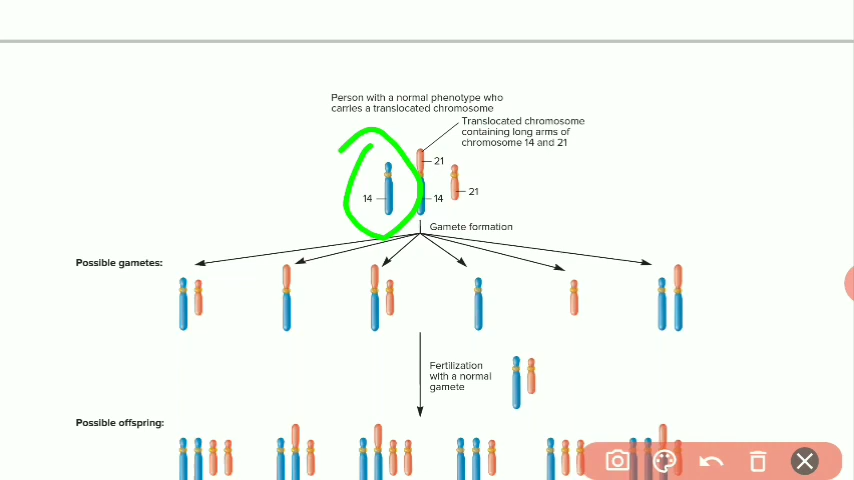 Person with a normal phenotype who
carries a translocated chromosome
Translocated chromosome
containing long arms of
chromosome 14 and 21
21
14
14
21
Gamete formation
Possible gametes:
Fertilization
with a normal
gamete
Possible offspring: